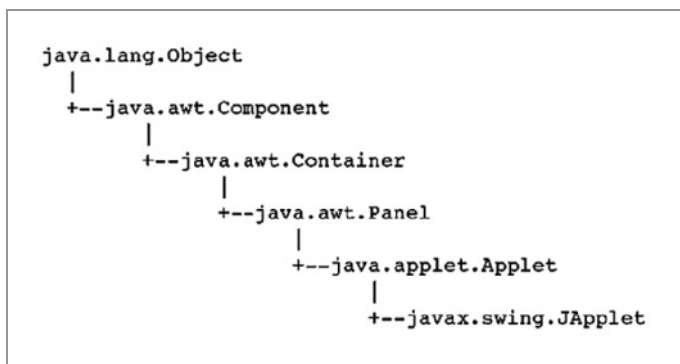 java.lang.Object
|
+--java.awt.Component
|
+--java.awt.Container
|
+--java.awt.Panel
|
+--java.applet.Applet
|
+--javax.swing.JApplet